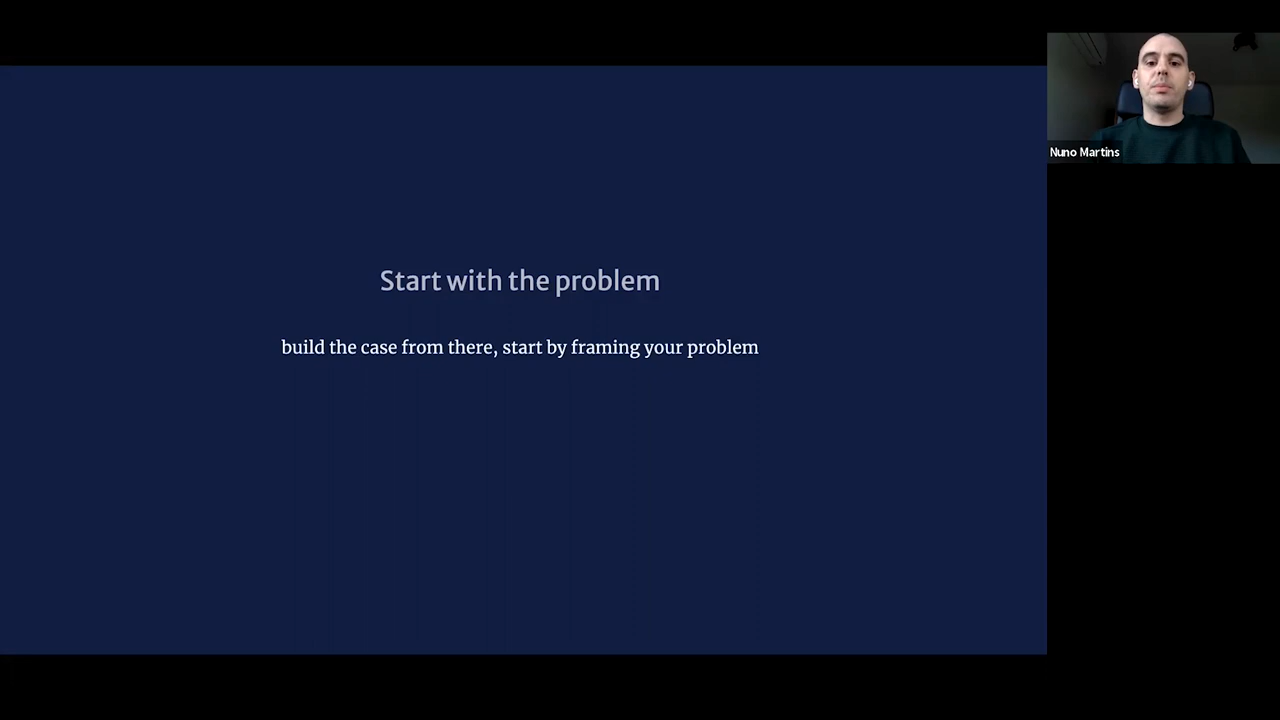 Start with the problem
build the case from there, start by framing your problem
Nuno Martins